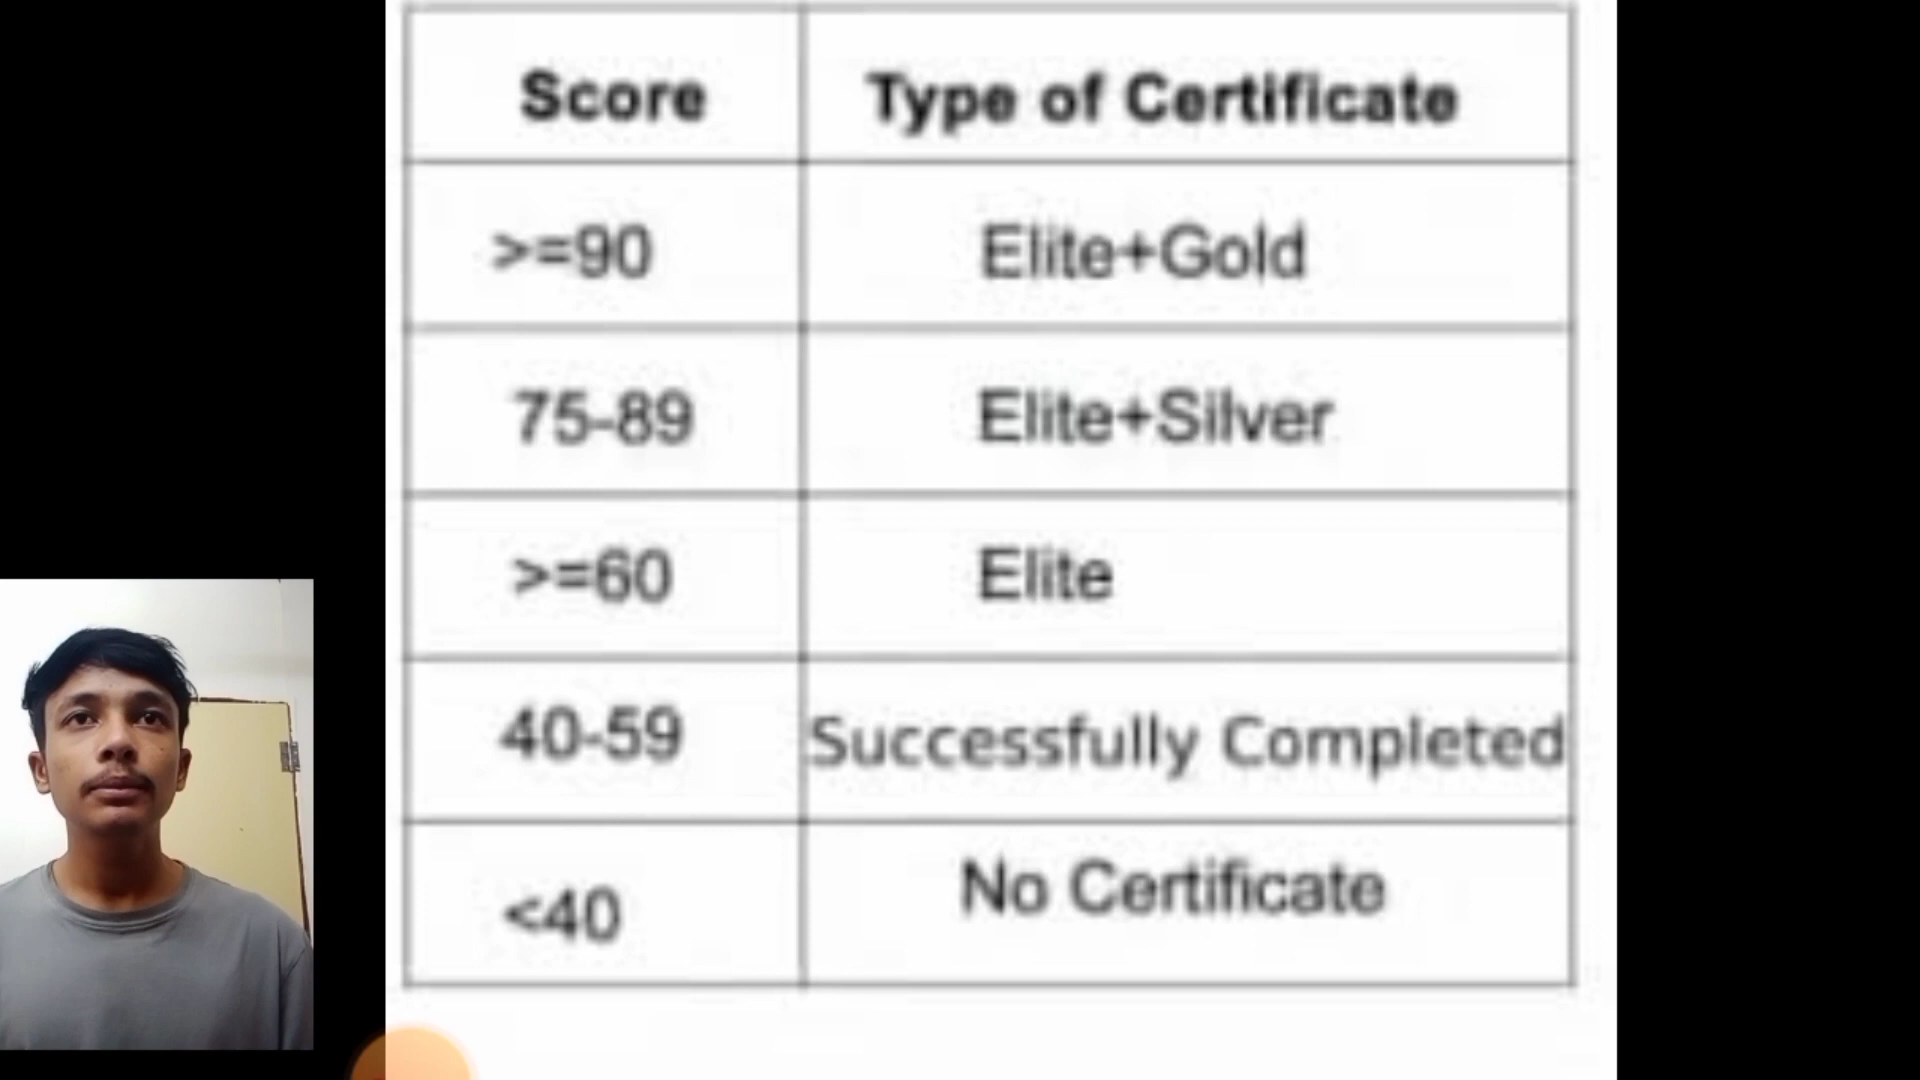 Score Type of Certificate
>=90 Elite+Gold
75-89 Elite+Silver
>=60 Elite
40-59 Successfully Completed
<40 No Certificate